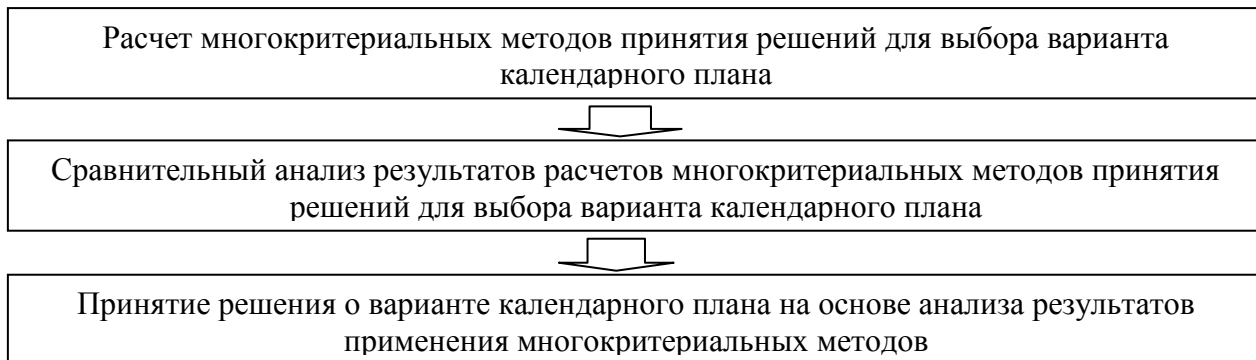 Расчет многокритериальных методов принятия решений для выбора варианта
календарного плана
Сравнительный анализ результатов расчетов многокритериальных методов принятия
решений для выбора варианта календарного плана
Принятие решения о варианте календарного плана на основе анализа результатов
применения многокритериальных методов